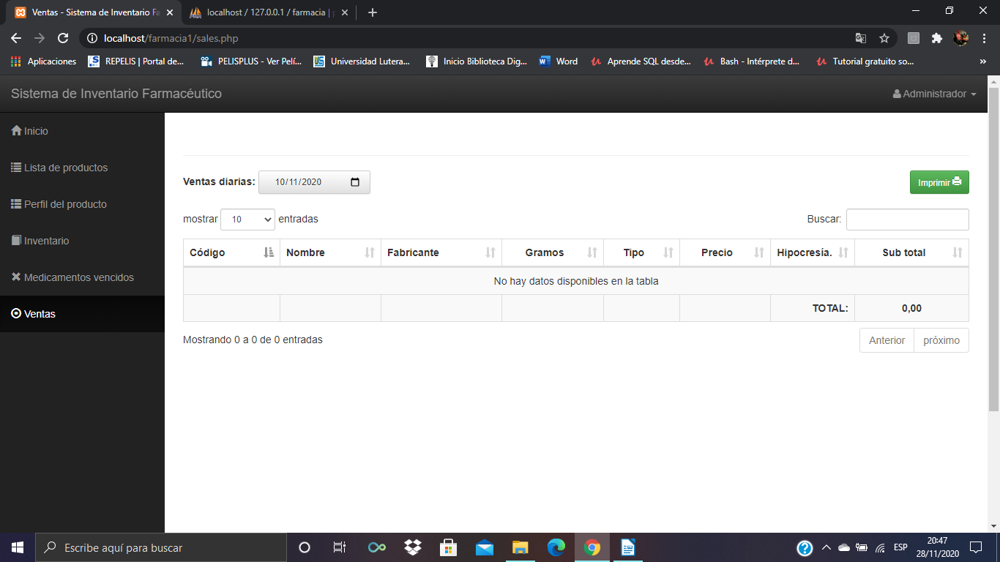 Ventas - Sistema de Inventario Fa
localhost / 127.0.0.1 / farmacia |
localhost/farmacia1/sales.php
Aplicaciones
REPELIS | Portal de...
PELISPLUS - Ver Pelí...
Universidad Lutera...
Inicio Biblioteca Dig...
Word
Aprende SQL desde...
Bash - Intérprete d...
Tutorial gratuito so...
»
Sistema de Inventario Farmacéutico
Administrador
Inicio
Lista de productos
Perfil del producto
Inventario
Medicamentos vencidos
Ventas
Ventas diarias: 10/11/2020
Imprimir
mostrar 10 entradas
Buscar:
Código Nombre Fabricante Gramos Tipo Precio Hipocresía. Sub total
No hay datos disponibles en la tabla
TOTAL: 0,00
Mostrando 0 a 0 de 0 entradas
Anterior próximo
Escribe aquí para buscar
ESP
20:47
28/11/2020